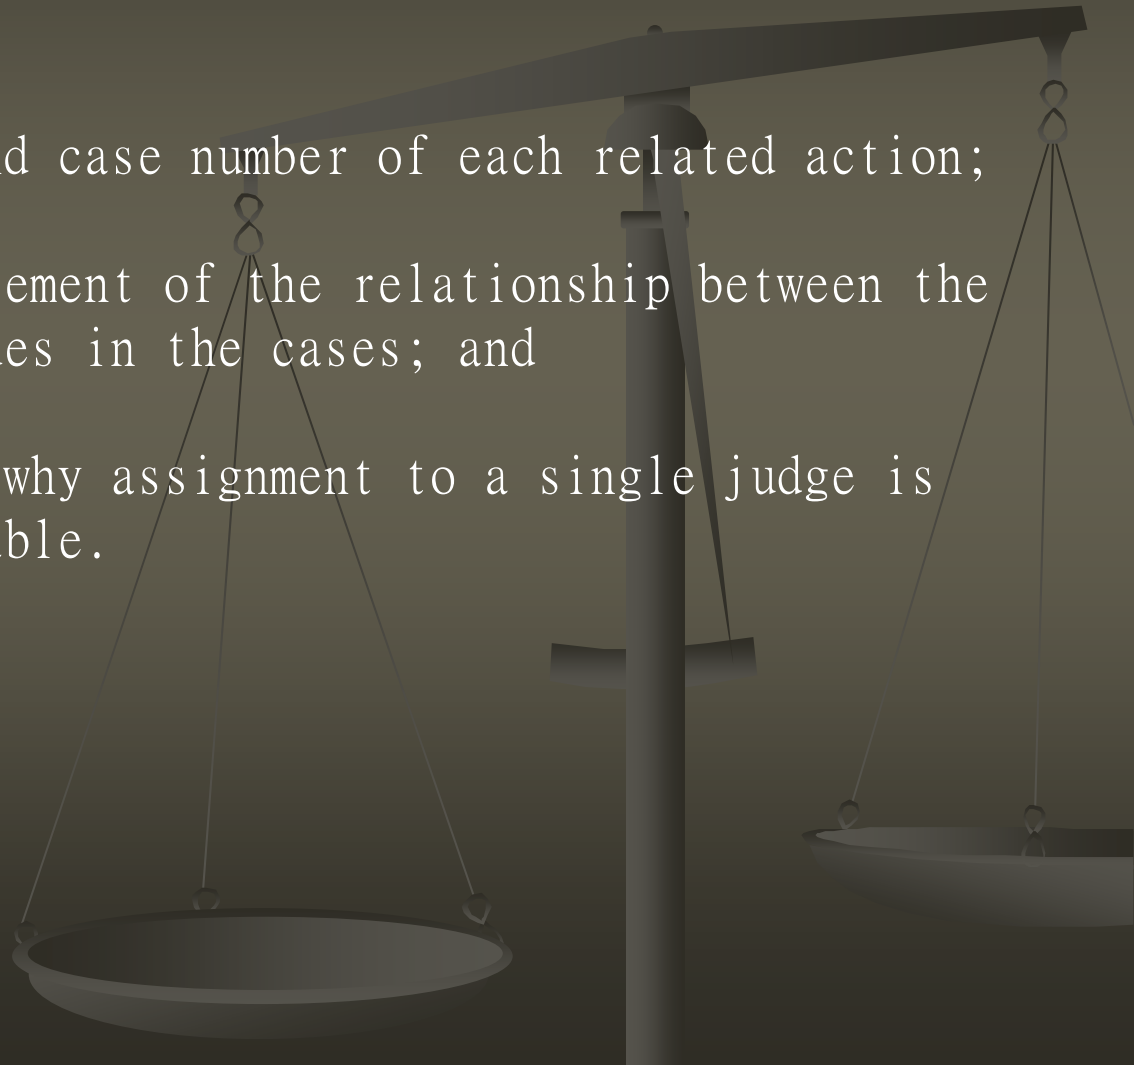 d case number of each related action;
ement of the relationship between the
es in the cases; and
why assignment to a single judge is
able.